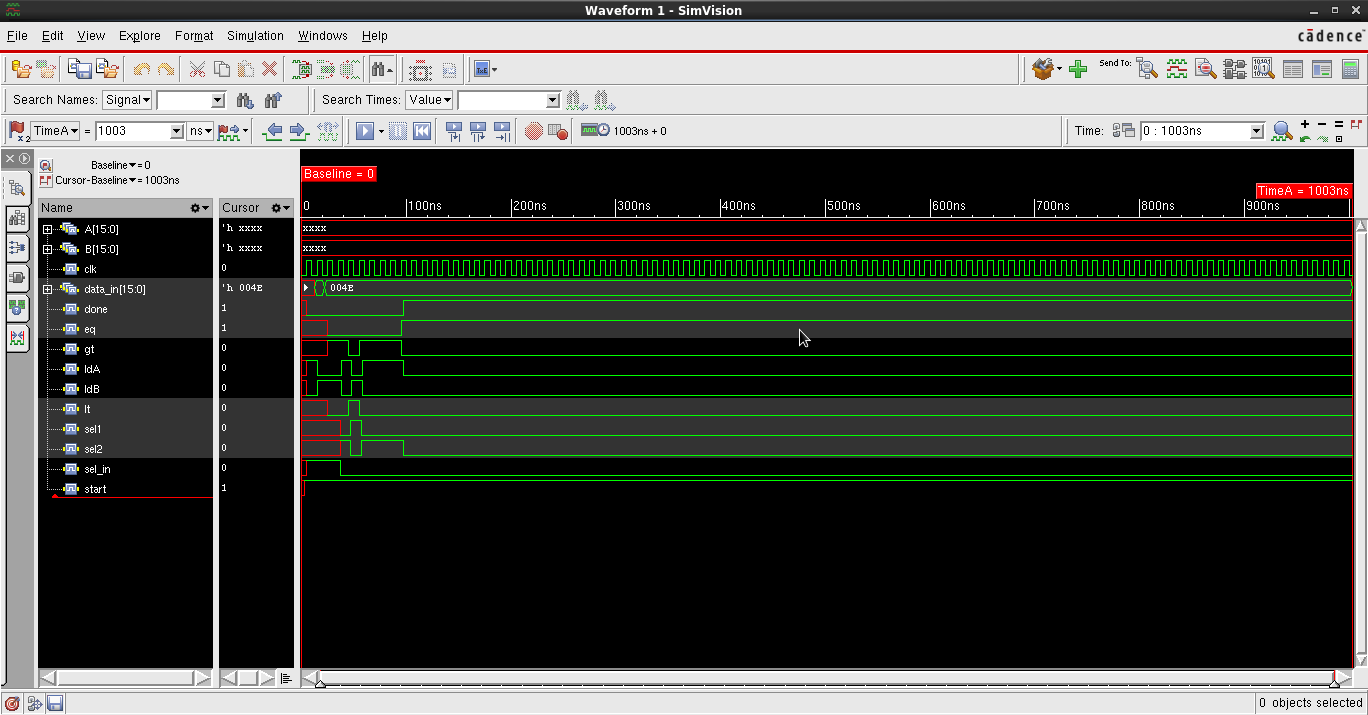 Waveform 1 - SimVision
File Edit View Explore Format Simulation Windows Help
cādence
Send To:
Search Names: Signal Search Times: Value
TimeA = 1003 ns 1003ns + 0 Time: 0 : 1003ns
x2
Baseline = 0
Cursor-Baseline = 1003ns
Baseline = 0
TimeA = 1003ns
Name Cursor 0 100ns 200ns 300ns 400ns 500ns 600ns 700ns 800ns 900ns
A[15:0] 'h xxxx xxxx
B[15:0] 'h xxxx xxxx
clk 0
data_in[15:0] 'h 004E 004E
done 1
eq 1
gt 0
ldA 0
ldB 0
lt 0
sel1 0
sel2 0
sel_in 0
start 1
0 objects selected